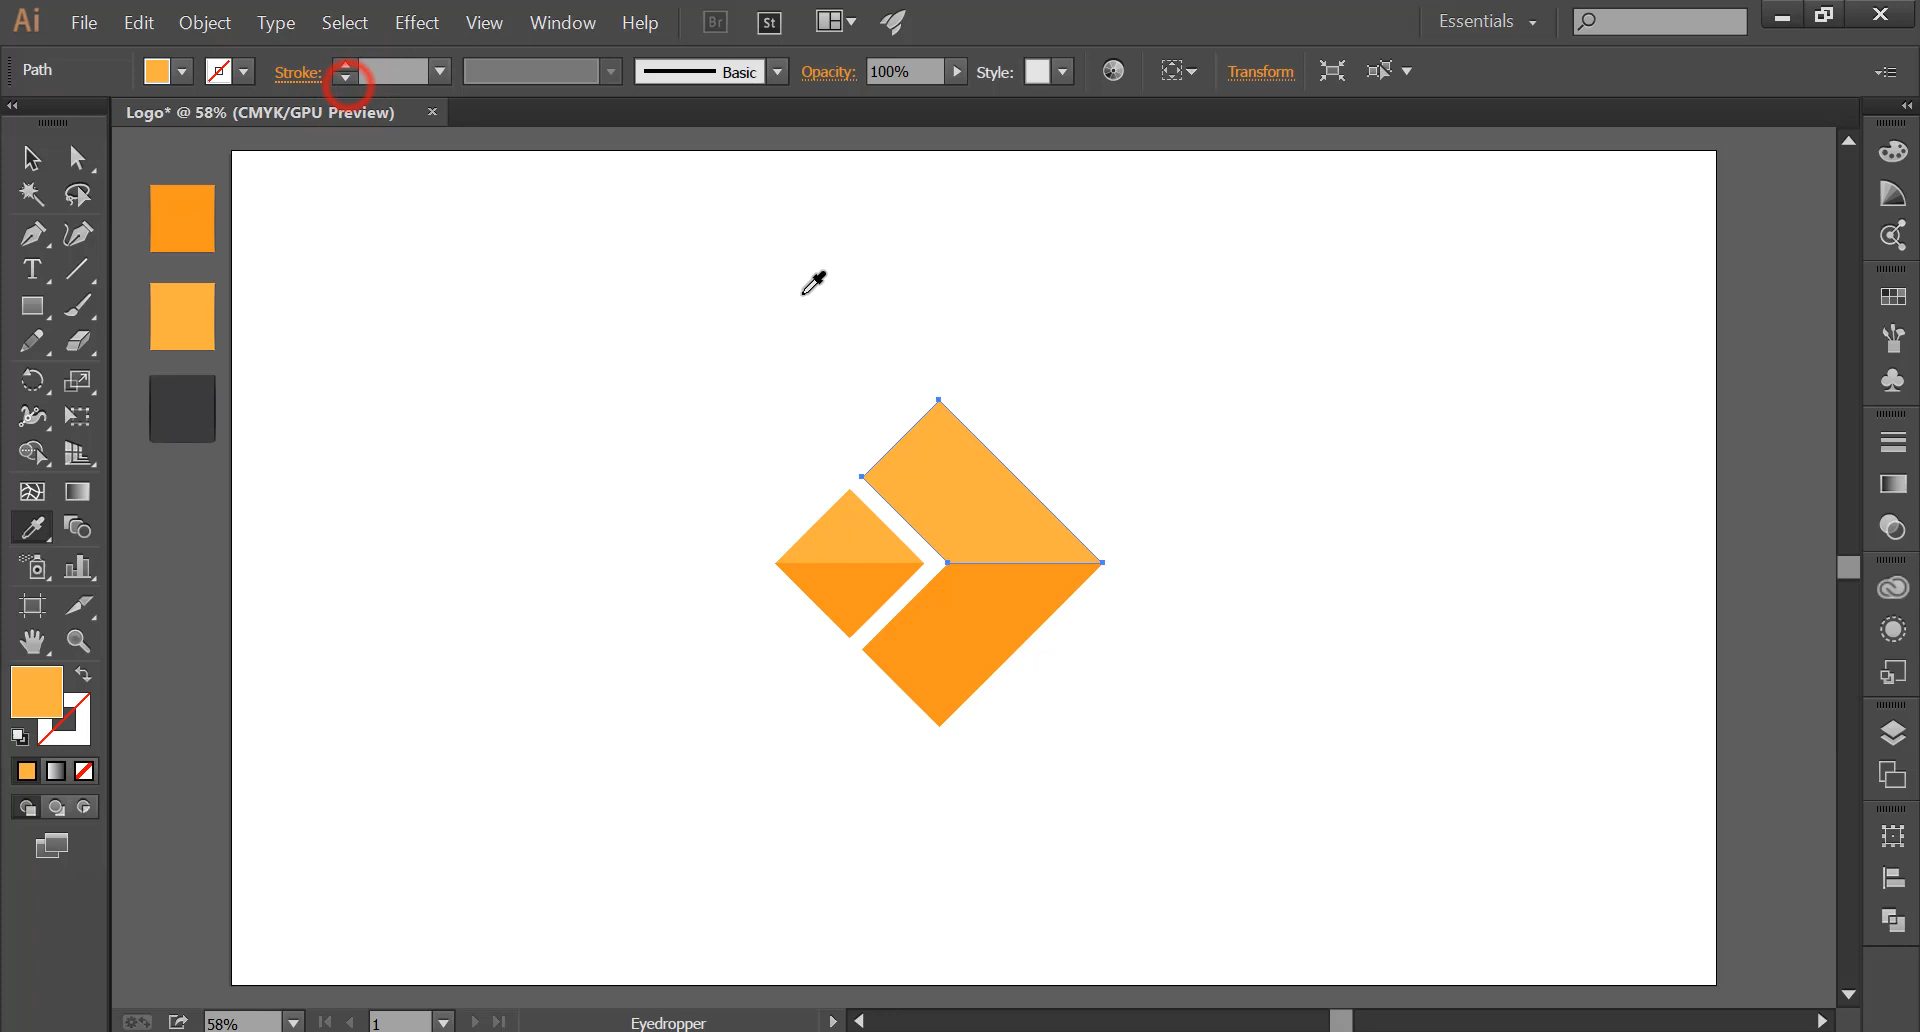 Ai File Edit Object Type Select Effect View Window Help Br St Essentials
Path Stroke: Basic Opacity: 100% Style: Transform
Logo* @ 58% (CMYK/GPU Preview)
T
58% 1 Eyedropper